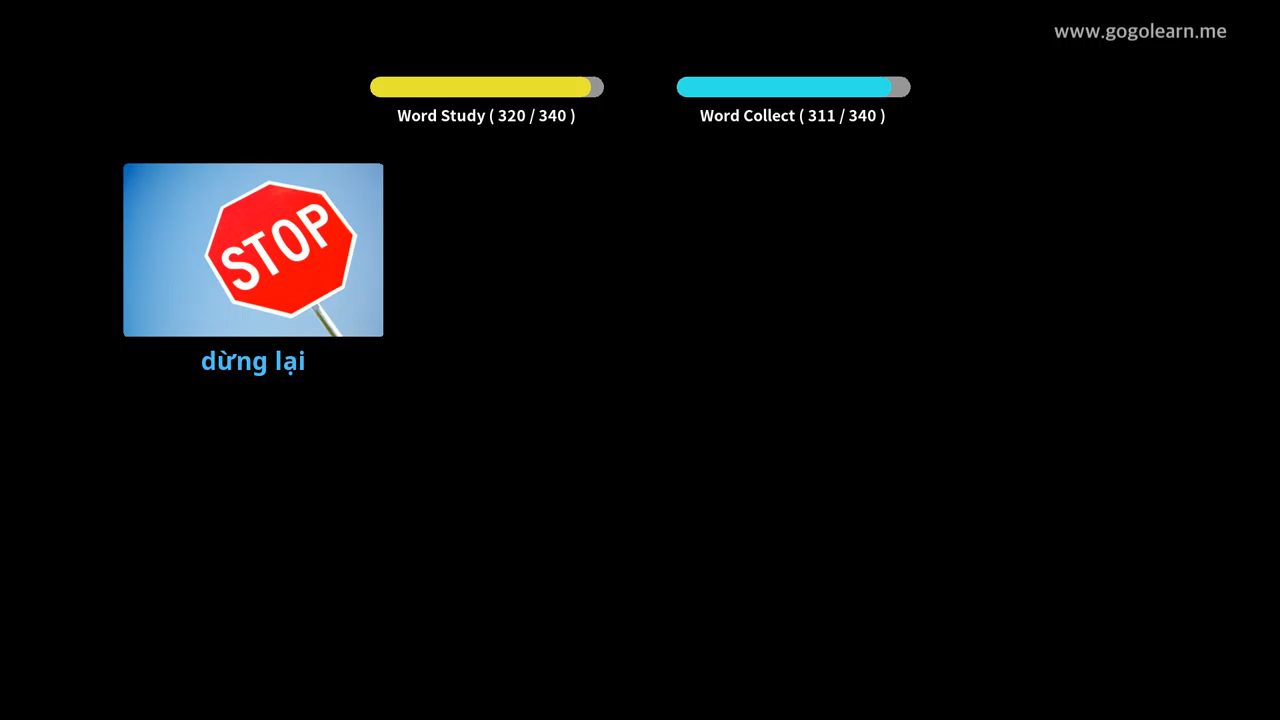 www.gogolearn.me
Word Study ( 320 / 340 )
Word Collect ( 311 / 340 )
STOP
dừng lại